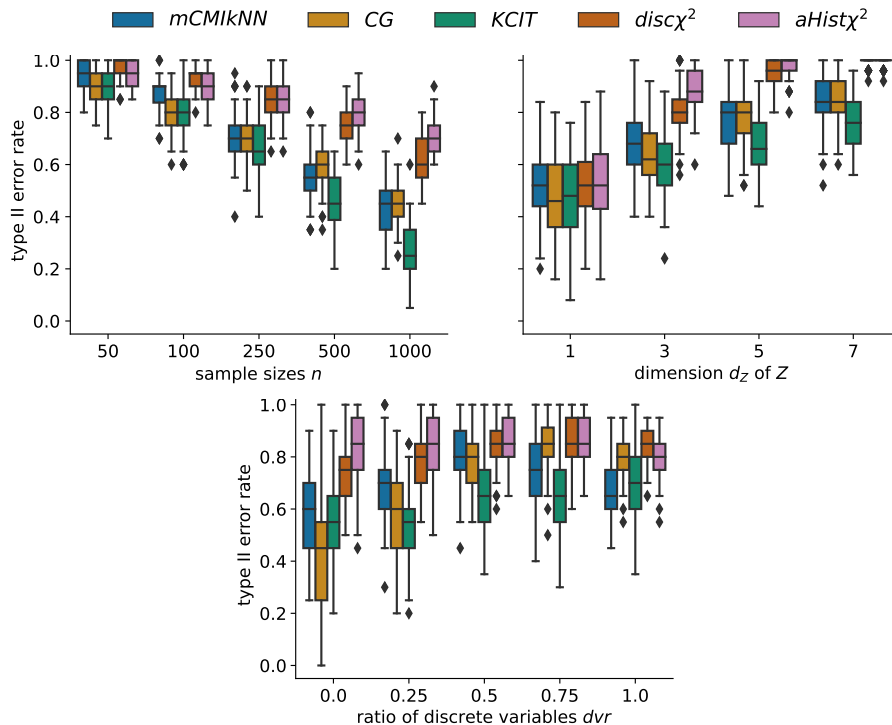 mCMIkNN CG KCIT discχ² aHistχ²
type II error rate
1.0
0.8
0.6
0.4
0.2
0.0
50 100 250 500 1000
sample sizes n
1 3 5 7
dimension d_Z of Z
type II error rate
1.0
0.8
0.6
0.4
0.2
0.0
0.0 0.25 0.5 0.75 1.0
ratio of discrete variables dvr